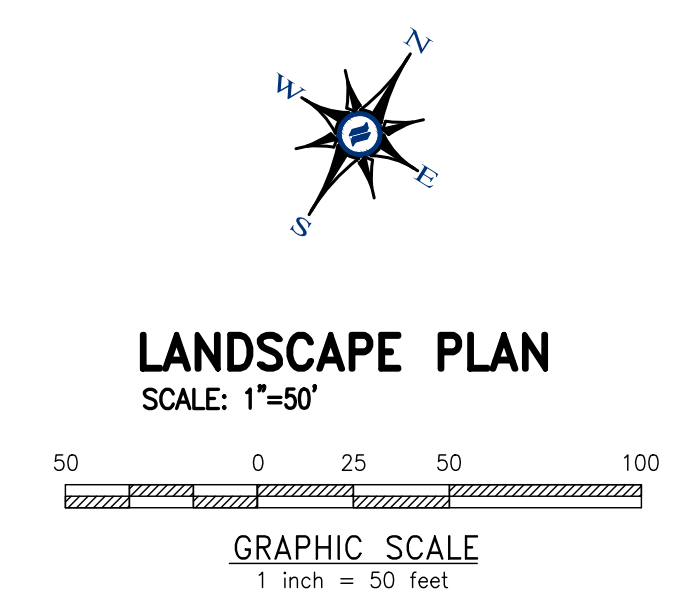 N
W
E
S
LANDSCAPE PLAN
SCALE: 1"=50'
50 0 25 50 100
GRAPHIC SCALE
1 inch = 50 feet